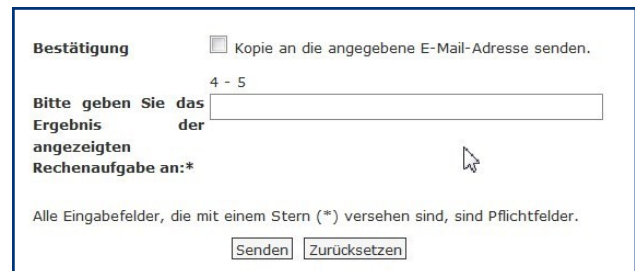 Bestätigung
Kopie an die angegebene E-Mail-Adresse senden.
4 - 5
Bitte geben Sie das
Ergebnis der
angezeigten
Rechenaufgabe an:*
Alle Eingabefelder, die mit einem Stern (*) versehen sind, sind Pflichtfelder.
Senden Zurücksetzen